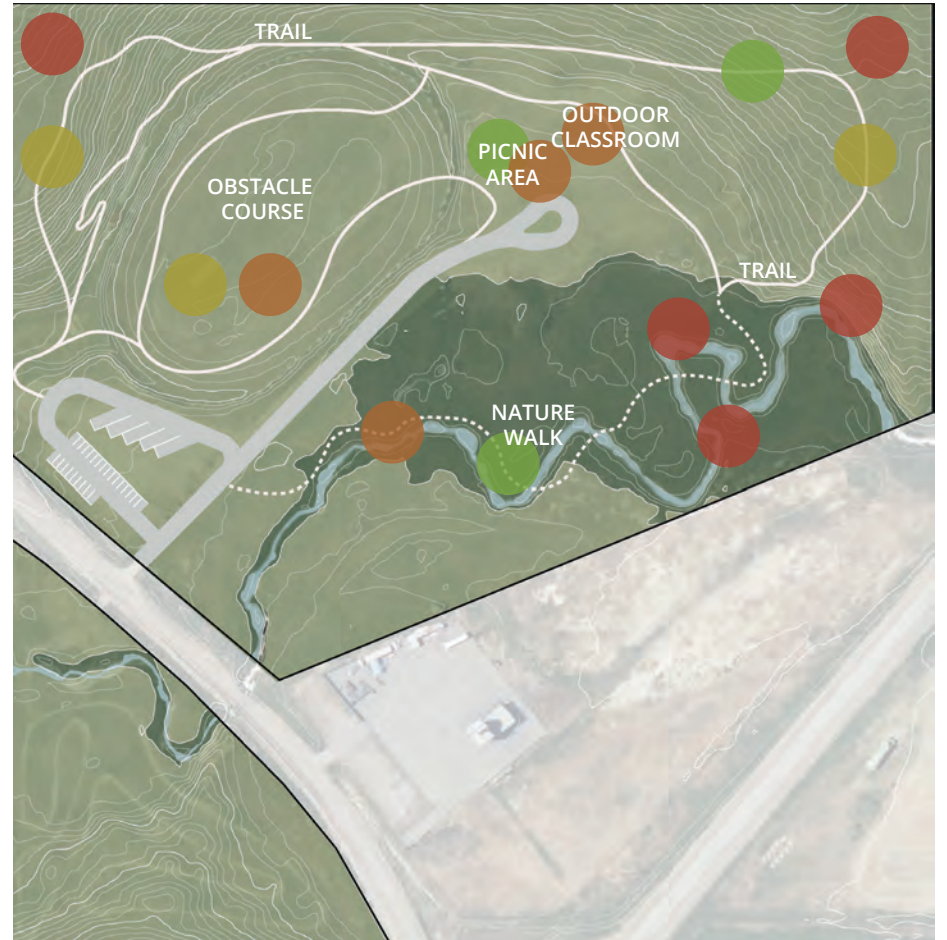 TRAIL
OUTDOOR
CLASSROOM
PICNIC
AREA
OBSTACLE
COURSE
TRAIL
NATURE
WALK